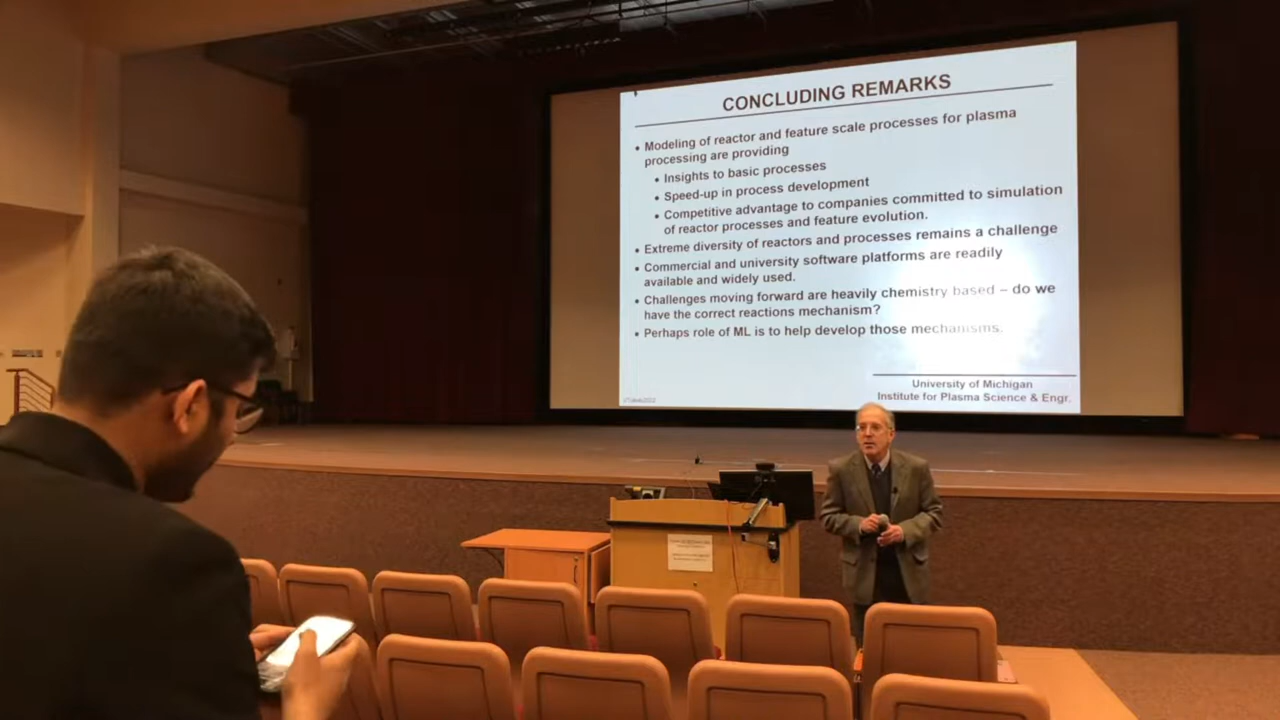 CONCLUDING REMARKS
• Modeling of reactor and feature scale processes for plasma
processing are providing
• Insights to basic processes
• Speed-up in process development
• Competitive advantage to companies committed to simulation
of reactor processes and feature evolution.
• Extreme diversity of reactors and processes remains a challenge
• Commercial and university software platforms are readily
available and widely used.
• Challenges moving forward are heavily chemistry based – do we
have the correct reactions mechanism?
• Perhaps role of ML is to help develop those mechanisms.
University of Michigan
Institute for Plasma Science & Engr.